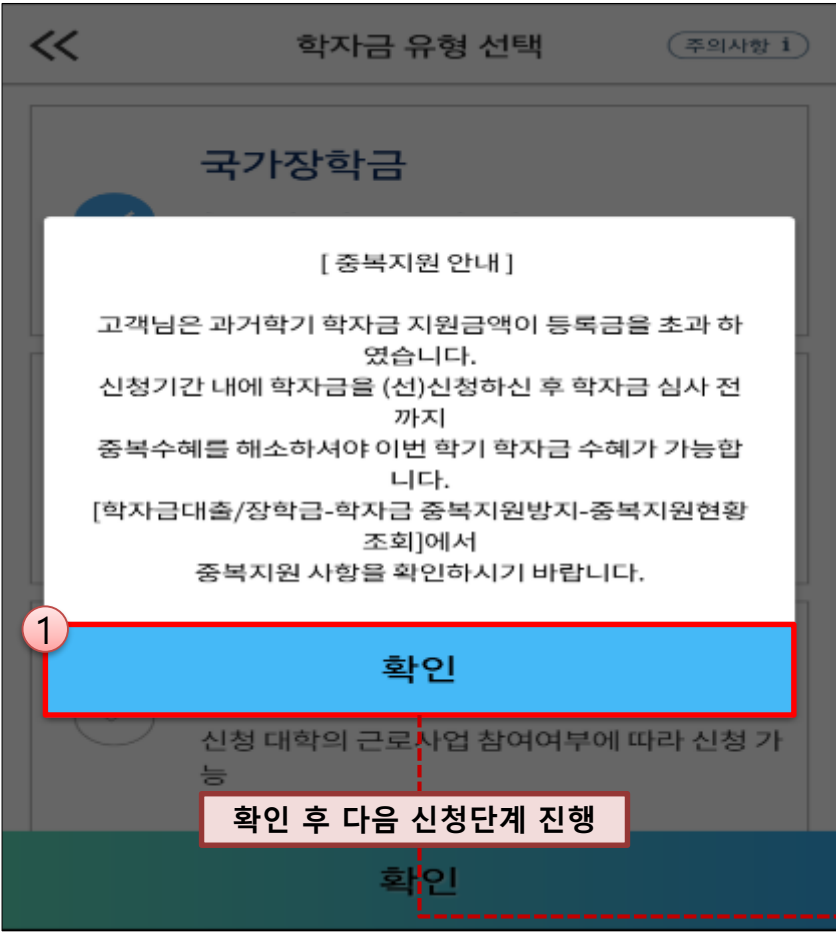 학자금 유형 선택
주의사항 i
국가장학금
[ 중복지원 안내 ]
고객님은 과거학기 학자금 지원금액이 등록금을 초과 하
였습니다.
신청기간 내에 학자금을 (선)신청하신 후 학자금 심사 전
까지
중복수혜를 해소하셔야 이번 학기 학자금 수혜가 가능합
니다.
[학자금대출/장학금-학자금 중복지원방지-중복지원현황
조회]에서
중복지원 사항을 확인하시기 바랍니다.
1
확인
신청 대학의 근로사업 참여여부에 따라 신청 가
능
확인 후 다음 신청단계 진행
확인